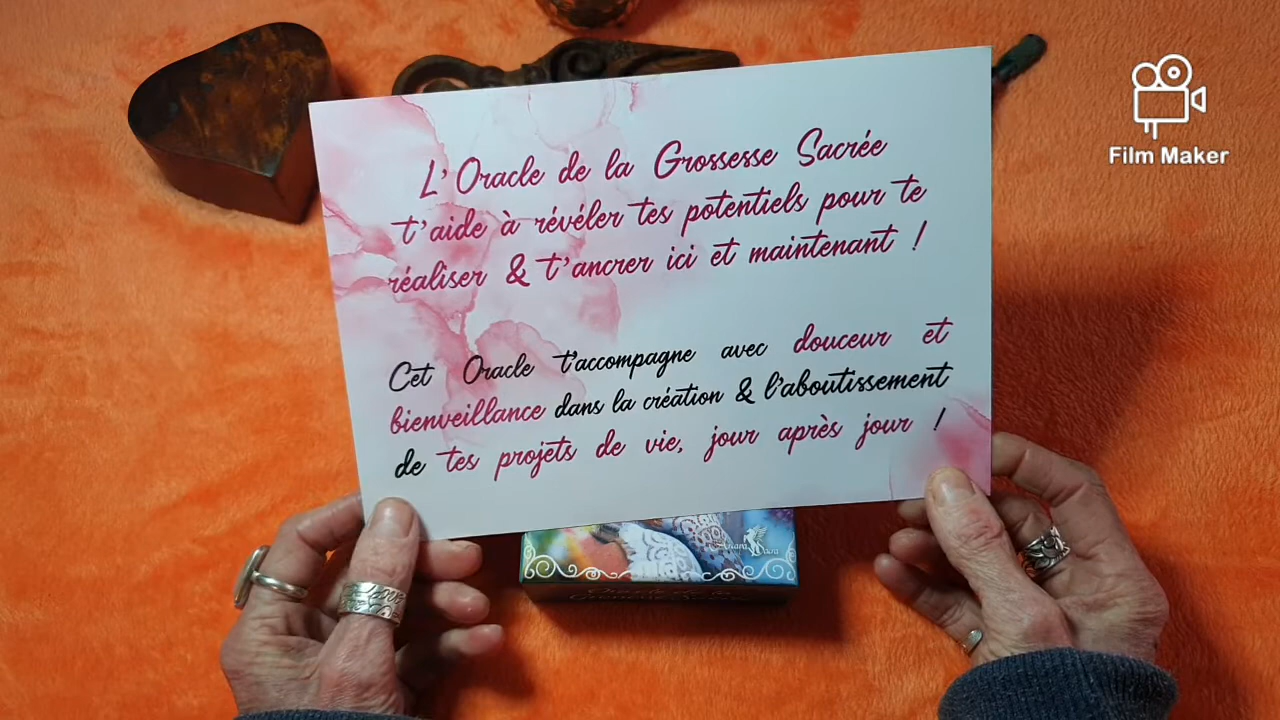 L'Oracle de la Grossesse Sacrée
t'aide à révéler tes potentiels pour te
réaliser & t'ancrer ici et maintenant !
Cet Oracle t'accompagne avec douceur et
bienveillance dans la création & l'aboutissement
de tes projets de vie, jour après jour !
Film Maker